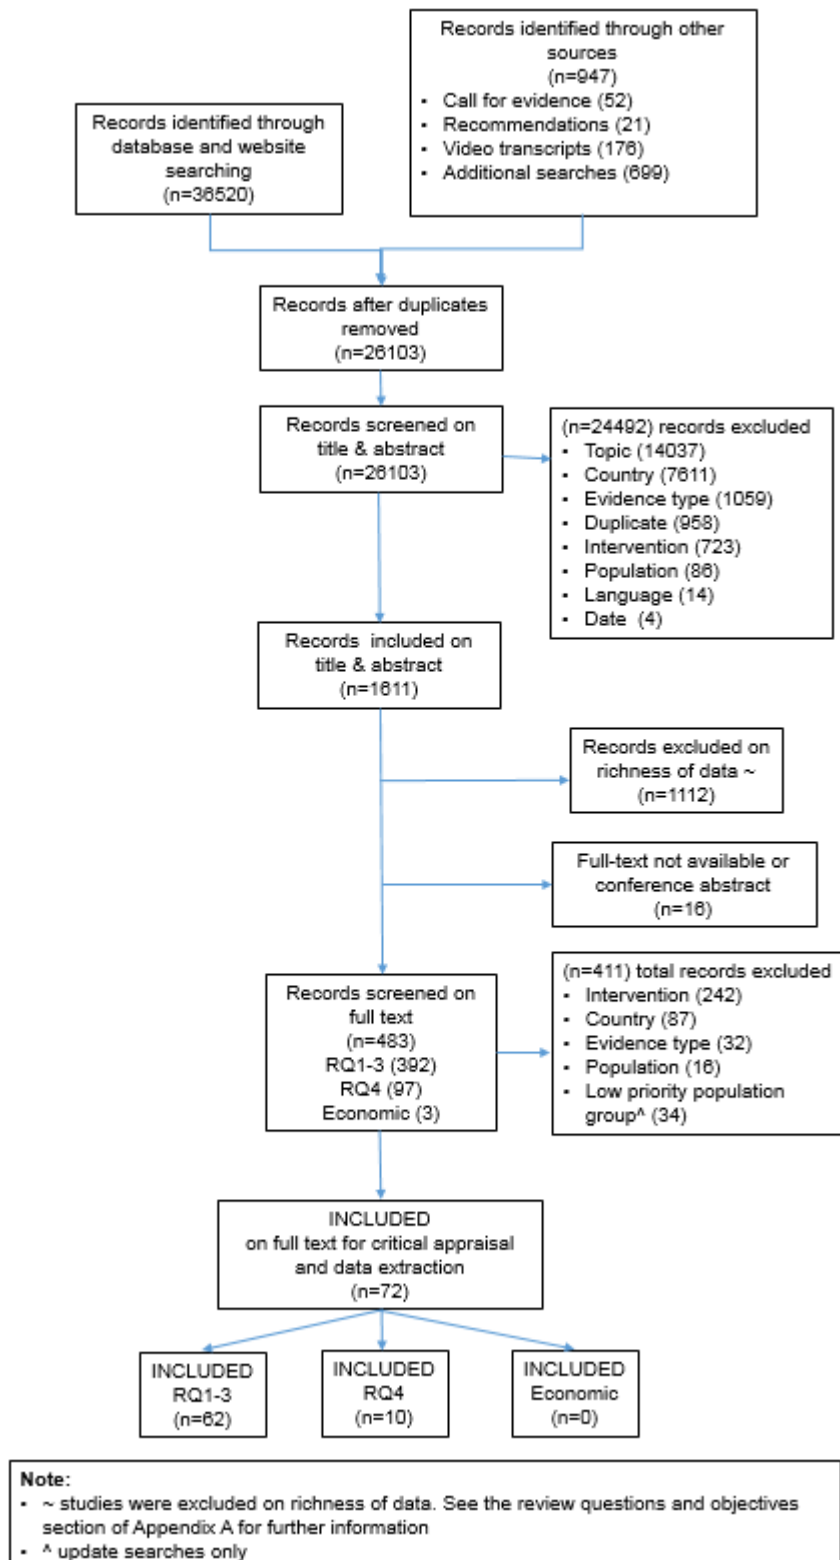 Records identified through
database and website
searching
(n=36520)
Records identified through other
sources
(n=947)
▪ Call for evidence (52)
▪ Recommendations (21)
▪ Video transcripts (176)
▪ Additional searches (699)
Records after duplicates
removed
(n=26103)
Records screened on
title & abstract
(n=26103)
(n=24492) records excluded
▪ Topic (14037)
▪ Country (7611)
▪ Evidence type (1059)
▪ Duplicate (958)
▪ Intervention (723)
▪ Population (86)
▪ Language (14)
▪ Date (4)
Records included on
title & abstract
(n=1611)
Records excluded on
richness of data ~
(n=1112)
Full-text not available or
conference abstract
(n=16)
Records screened on
full text
(n=483)
RQ1-3 (392)
RQ4 (97)
Economic (3)
(n=411) total records excluded
▪ Intervention (242)
▪ Country (87)
▪ Evidence type (32)
▪ Population (16)
▪ Low priority population
group^ (34)
INCLUDED
on full text for critical appraisal
and data extraction
(n=72)
INCLUDED
RQ1-3
(n=62)
INCLUDED
RQ4
(n=10)
INCLUDED
Economic
(n=0)
Note:
▪ ~ studies were excluded on richness of data. See the review questions and objectives
section of Appendix A for further information
▪ ^ update searches only